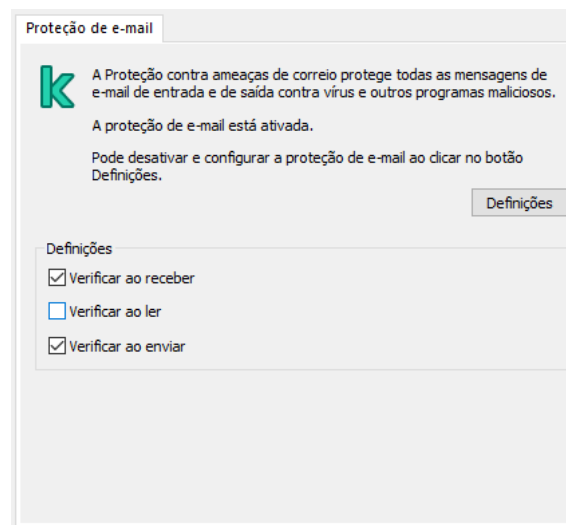 Proteção de e-mail
A Proteção contra ameaças de correio protege todas as mensagens de
e-mail de entrada e de saída contra vírus e outros programas maliciosos.
A proteção de e-mail está ativada.
Pode desativar e configurar a proteção de e-mail ao clicar no botão
Definições.
Definições
Definições
Verificar ao receber
Verificar ao ler
Verificar ao enviar